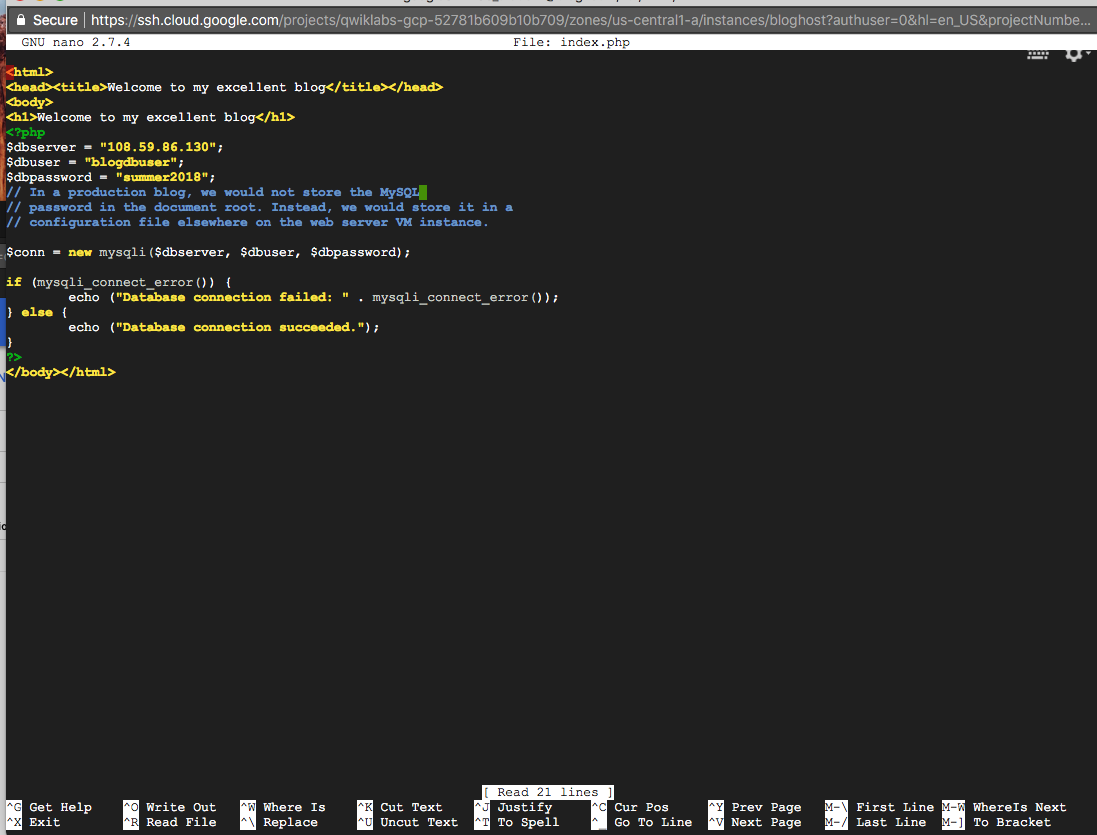 Secure | https://ssh.cloud.google.com/projects/qwiklabs-gcp-52781b609b10b709/zones/us-central1-a/instances/bloghost?authuser=0&hl=en_US&projectNumbe...
GNU nano 2.7.4 File: index.php
<html>
<head><title>Welcome to my excellent blog</title></head>
<body>
<h1>Welcome to my excellent blog</h1>
<?php
$dbserver = "108.59.86.130";
$dbuser = "blogdbuser";
$dbpassword = "summer2018";
// In a production blog, we would not store the MySQL
// password in the document root. Instead, we would store it in a
// configuration file elsewhere on the web server VM instance.
$conn = new mysqli($dbserver, $dbuser, $dbpassword);
if (mysqli_connect_error()) {
        echo ("Database connection failed: " . mysqli_connect_error());
} else {
        echo ("Database connection succeeded.");
}
?>
</body></html>
[ Read 21 lines ]
^G Get Help ^O Write Out ^W Where Is ^K Cut Text ^J Justify ^C Cur Pos ^Y Prev Page M-\ First Line M-W WhereIs Next
^X Exit ^R Read File ^\ Replace ^U Uncut Text ^T To Spell ^_ Go To Line ^V Next Page M-/ Last Line M-] To Bracket